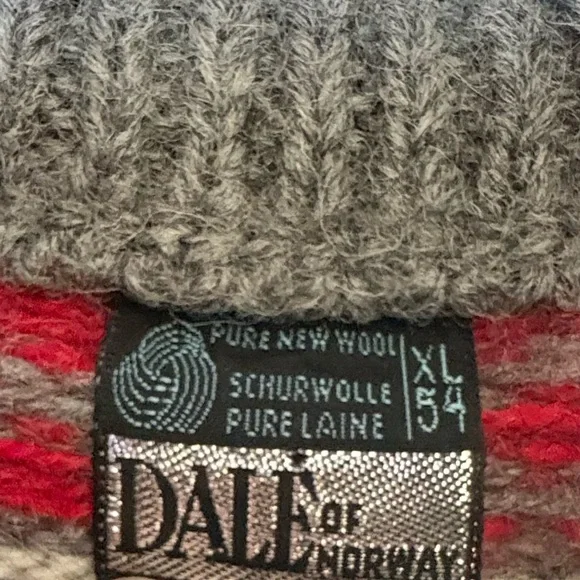 PURE NEW WOOL
SCHURWOLLE
PURE LAINE
XL
54
DALE OF
NORWAY